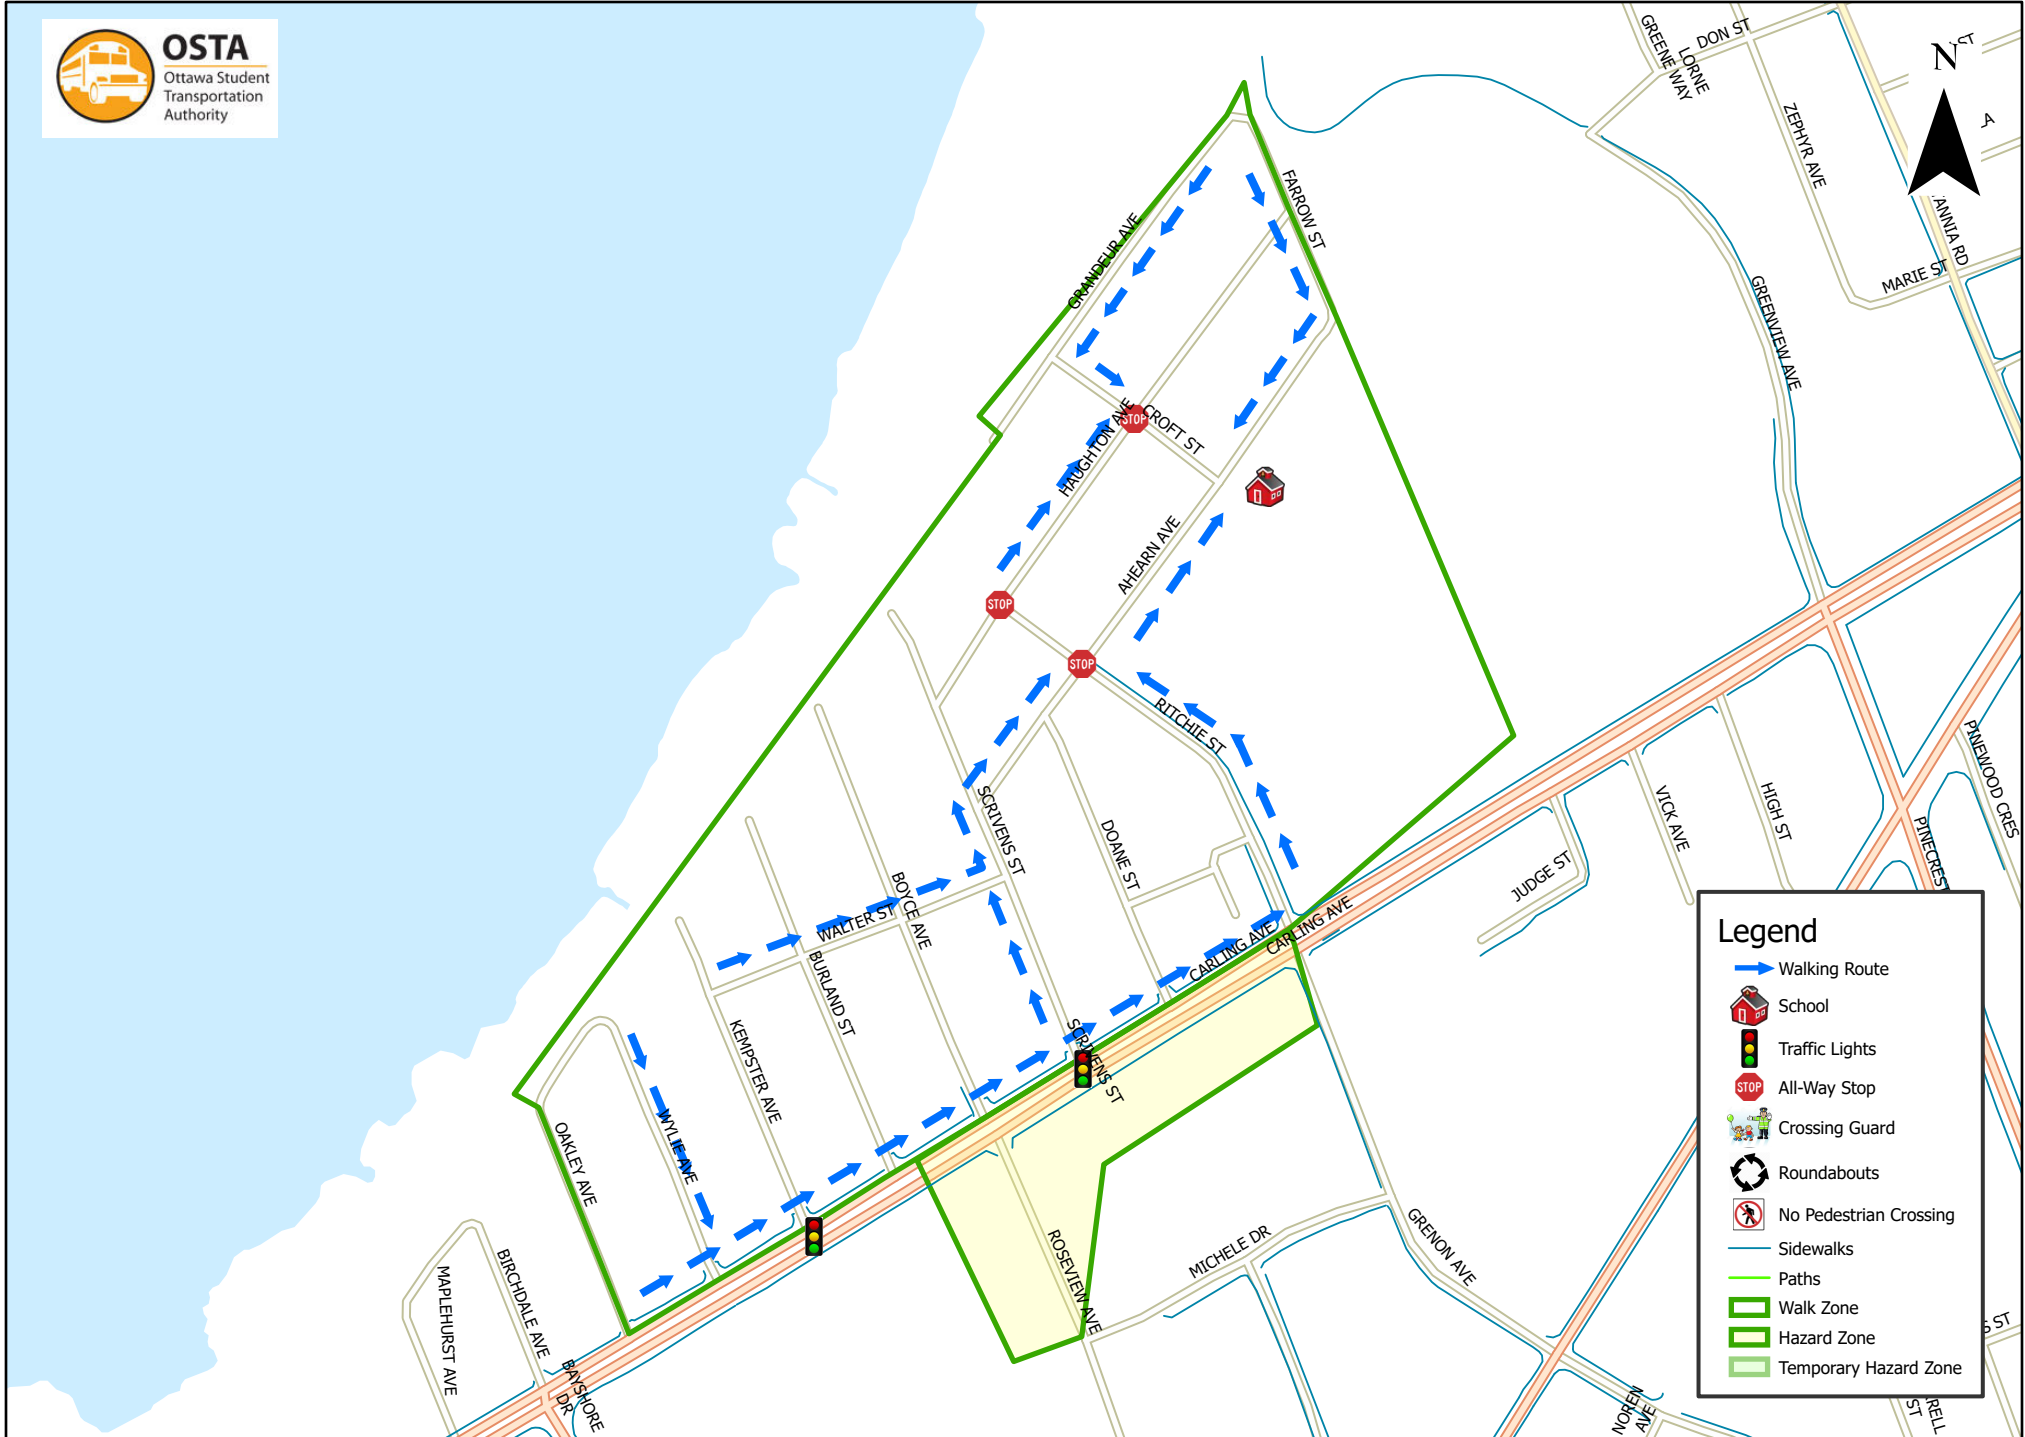 OSTA
Ottawa Student
Transportation
Authority
N
GREENE WAY
LORNE
DON ST
ZEPHYR AVE
MARIE ST
GREENVIEW AVE
FARROW ST
GRANDEUR AVE
HAUGHTON AVE
CROFT ST
STOP
AHEARN AVE
STOP
STOP
RITCHIE ST
SCRIVENS ST
DOANE ST
BOYCE AVE
WALTER ST
BURLAND ST
KEMPSTER AVE
WYLIE AVE
OAKLEY AVE
CARLING AVE
CARLING AVE
SCRIVENS ST
JUDGE ST
VICK AVE
HIGH ST
PINEWOOD CRES
PINECREST
ROSEVIEW AVE
MICHELE DR
GRENON AVE
NOREN
AVE
MAPLEHURST AVE
BIRCHDALE AVE
BAYSHORE
DR
Legend
Walking Route
School
Traffic Lights
STOP
All-Way Stop
Crossing Guard
Roundabouts
No Pedestrian Crossing
Sidewalks
Paths
Walk Zone
Hazard Zone
Temporary Hazard Zone
ST